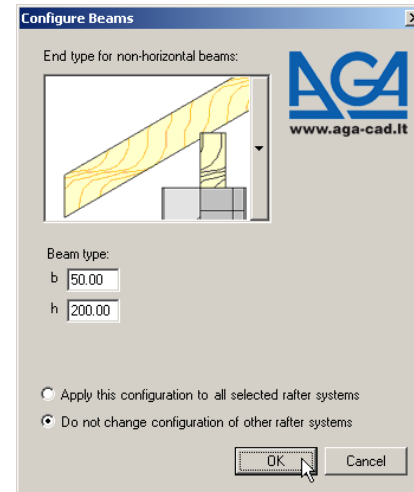 Configure Beams
End type for non-horizontal beams:
AGA
www.aga-cad.lt
Beam type:
b 50.00
h 200.00
Apply this configuration to all selected rafter systems
Do not change configuration of other rafter systems
OK Cancel